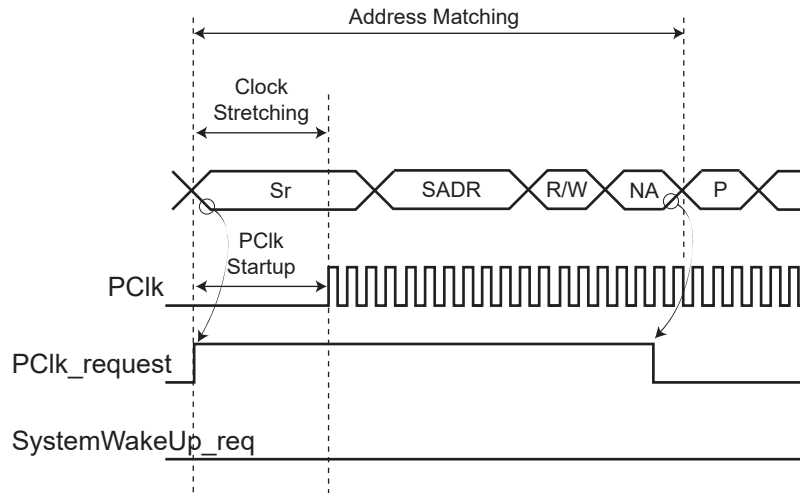 Address Matching
Clock
Stretching
Sr
SADR
R/W
NA
P
PClk
Startup
PClk
PClk_request
SystemWakeUp_req